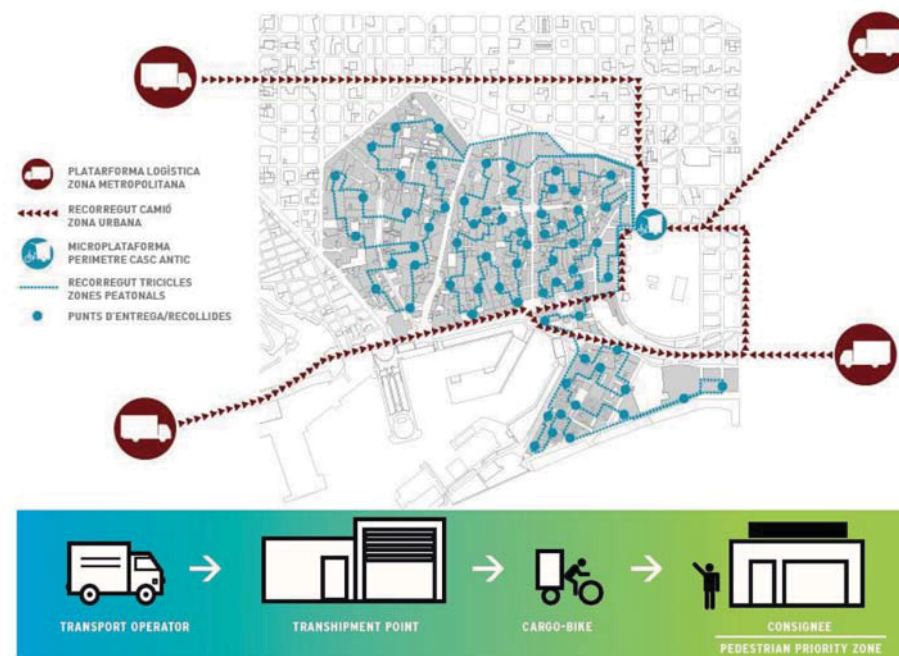 PLATARFORMA LOGÍSTICA
ZONA METROPOLITANA
RECORREGUT CAMIÓ
ZONA URBANA
MICROPLATAFORMA
PERIMETRE CASC ANTIC
RECORREGUT TRICICLES
ZONES PEATONALS
PUNTS D'ENTREGA/RECOLLIDES
TRANSPORT OPERATOR
TRANSHIPMENT POINT
CARGO-BIKE
CONSIGNEE
PEDESTRIAN PRIORITY ZONE